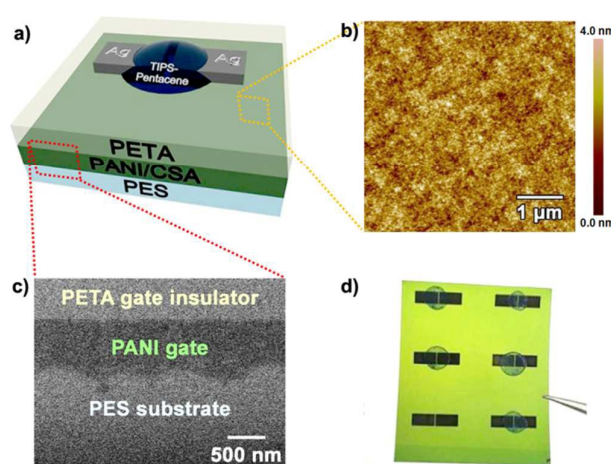 a)
Ag
TIPS-
Pentacene
Ag
PETA
PANI/CSA
PES
b)
4.0 nm
1 µm
0.0 nm
c)
PETA gate insulator
PANI gate
PES substrate
500 nm
d)